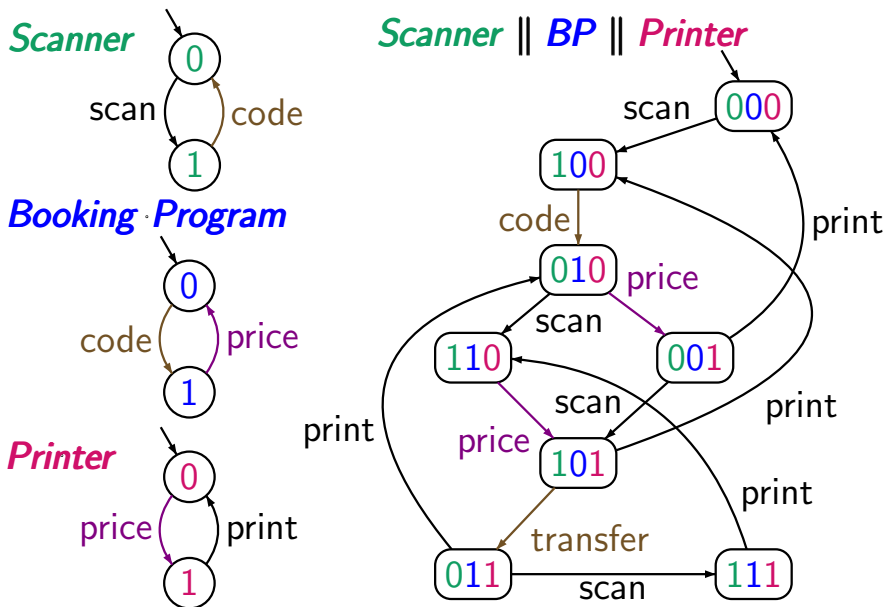 Scanner
0
scan
code
1
Booking Program
0
code
price
1
Printer
0
price
print
1
Scanner || BP || Printer
000
scan
100
code
print
010
price
scan
110
001
scan
print
price
101
print
transfer
print
011
scan
111